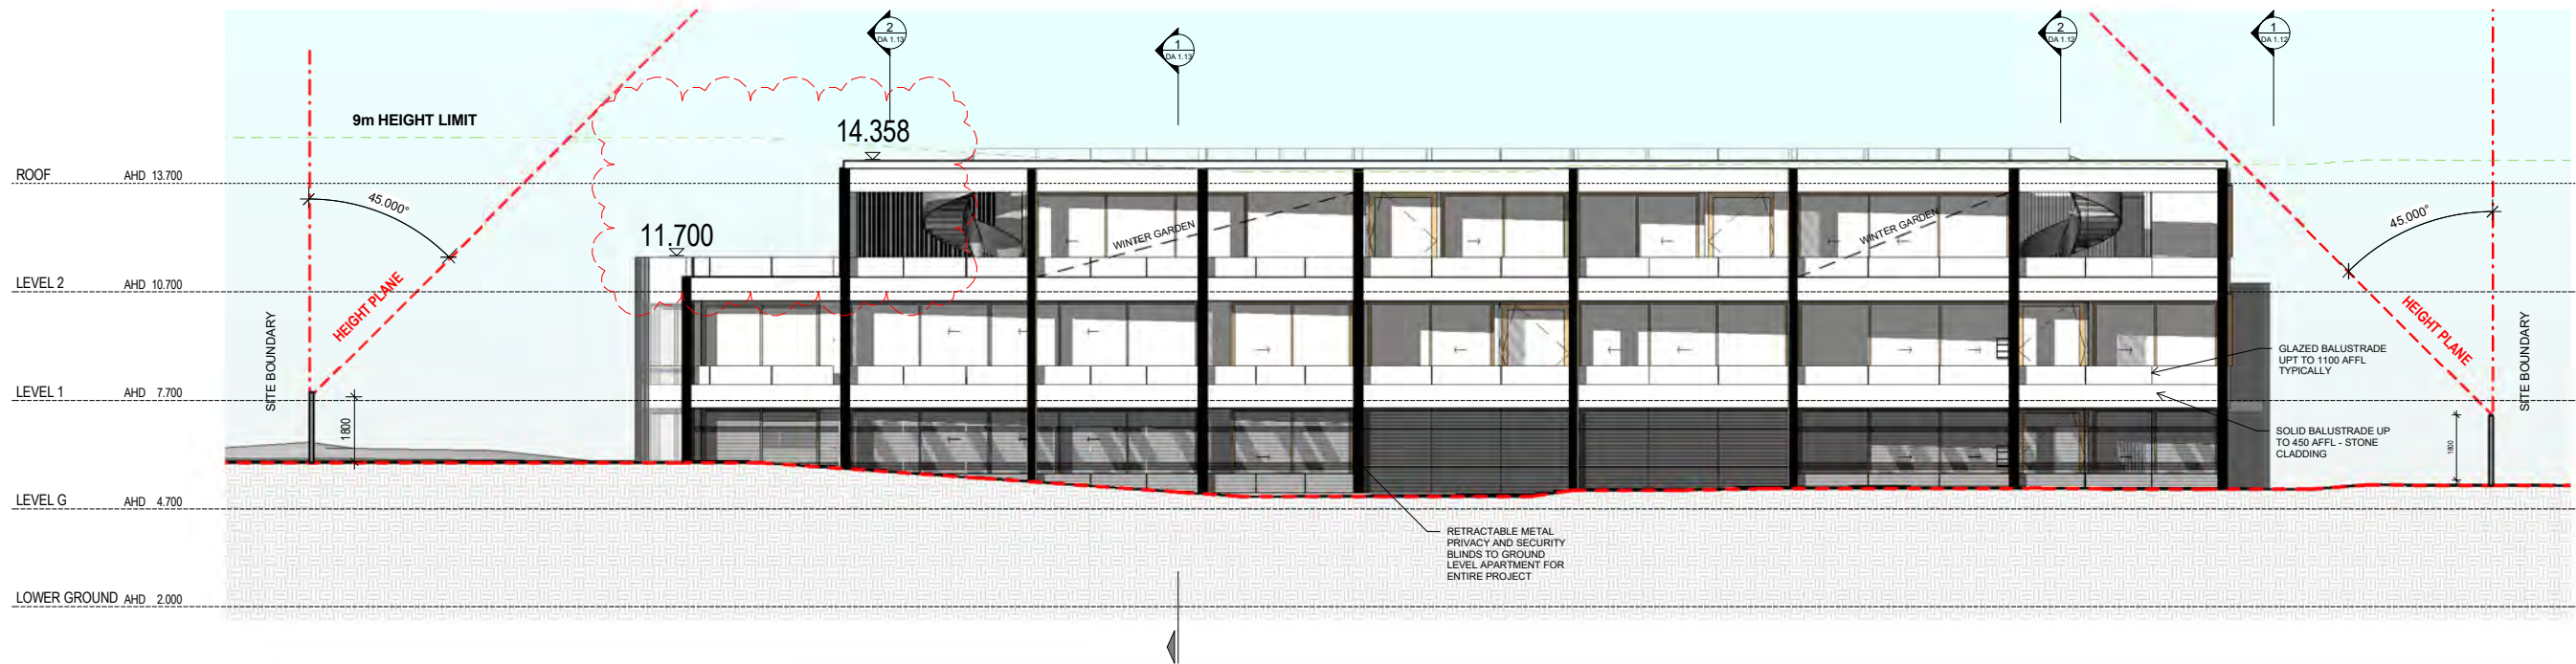 2
DA 1.13
1
DA 1.13
2
DA 1.12
1
DA 1.12
9m HEIGHT LIMIT
14.358
ROOF AHD 13.700
45.000°
45.000°
11.700
WINTER GARDEN
WINTER GARDEN
LEVEL 2 AHD 10.700
HEIGHT PLANE
HEIGHT PLANE
SITE BOUNDARY
SITE BOUNDARY
GLAZED BALUSTRADE
UPT TO 1100 AFFL
TYPICALLY
LEVEL 1 AHD 7.700
1800
1800
SOLID BALUSTRADE UP
TO 450 AFFL - STONE
CLADDING
LEVEL G AHD 4.700
RETRACTABLE METAL
PRIVACY AND SECURITY
BLINDS TO GROUND
LEVEL APARTMENT FOR
ENTIRE PROJECT
LOWER GROUND AHD 2.000